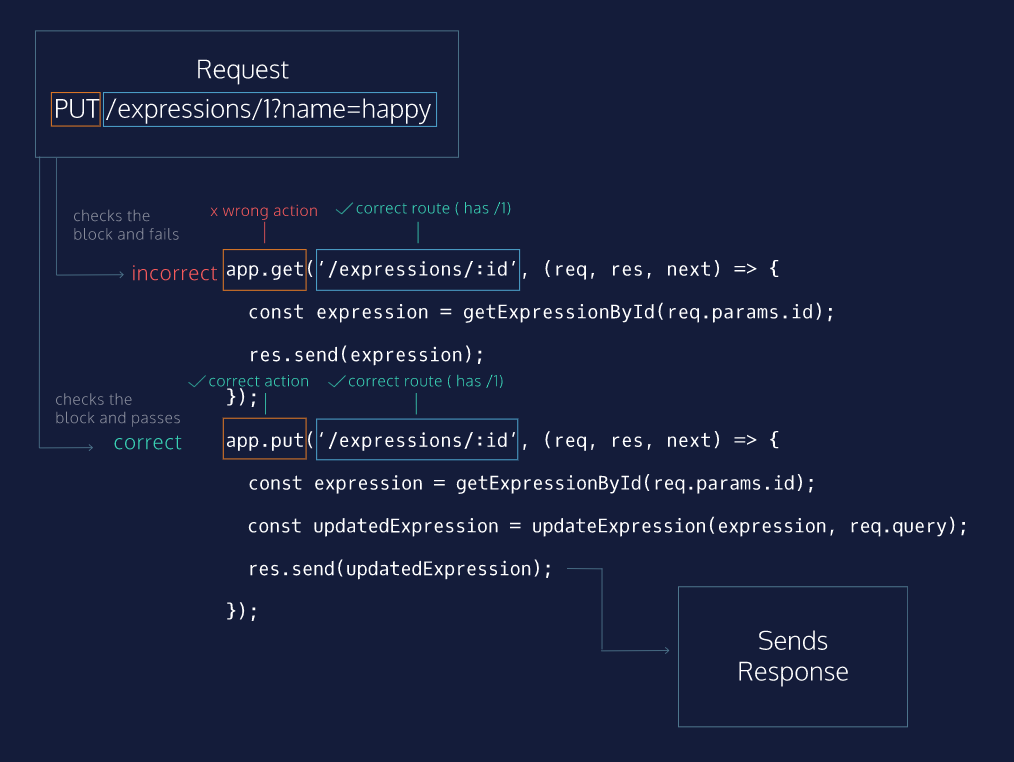 Request
PUT /expressions/1?name=happy
checks the
block and fails
x wrong action
✓ correct route ( has /1)
incorrect
app.get(‘/expressions/:id’, (req, res, next) => {
const expression = getExpressionById(req.params.id);
res.send(expression);
✓ correct action
✓ correct route ( has /1)
});
checks the
block and passes
correct
app.put(‘/expressions/:id’, (req, res, next) => {
const expression = getExpressionById(req.params.id);
const updatedExpression = updateExpression(expression, req.query);
res.send(updatedExpression);
});
Sends
Response